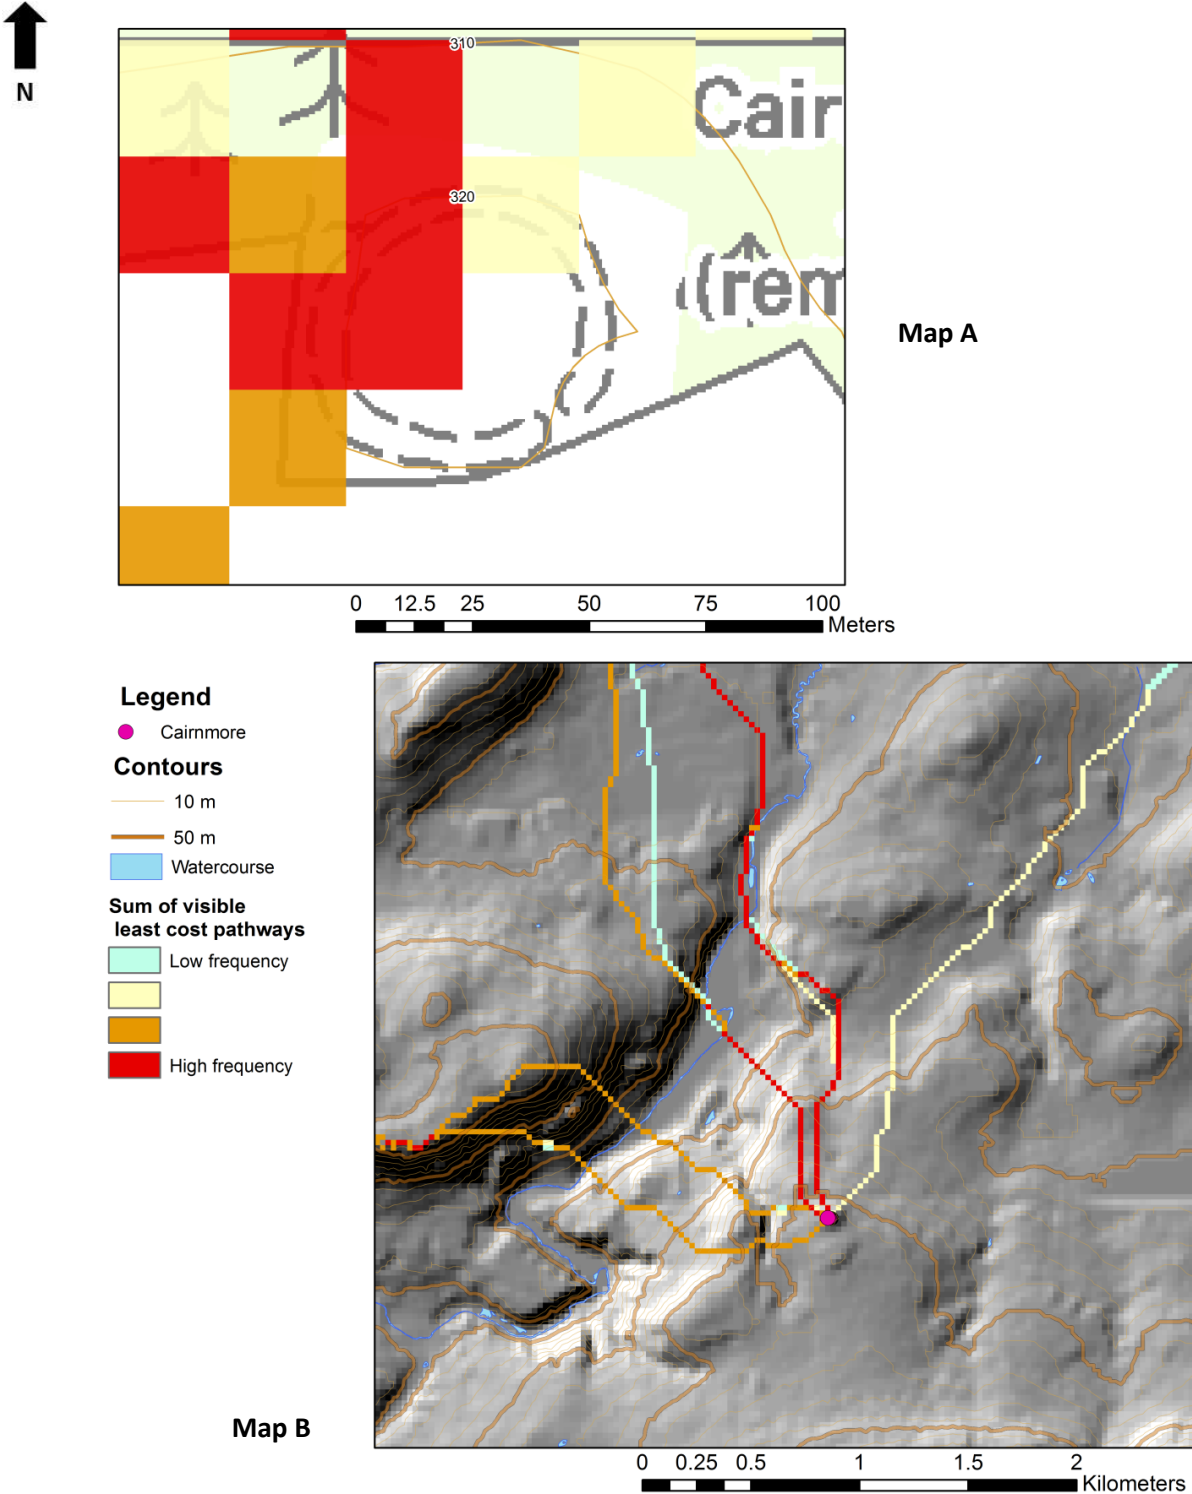 N
310
320
Cair
(rem
Map A
0 12.5 25 50 75 100
Meters
Legend
Cairnmore
Contours
10 m
50 m
Watercourse
Sum of visible
least cost pathways
Low frequency
High frequency
Map B
0 0.25 0.5 1 1.5 2
Kilometers